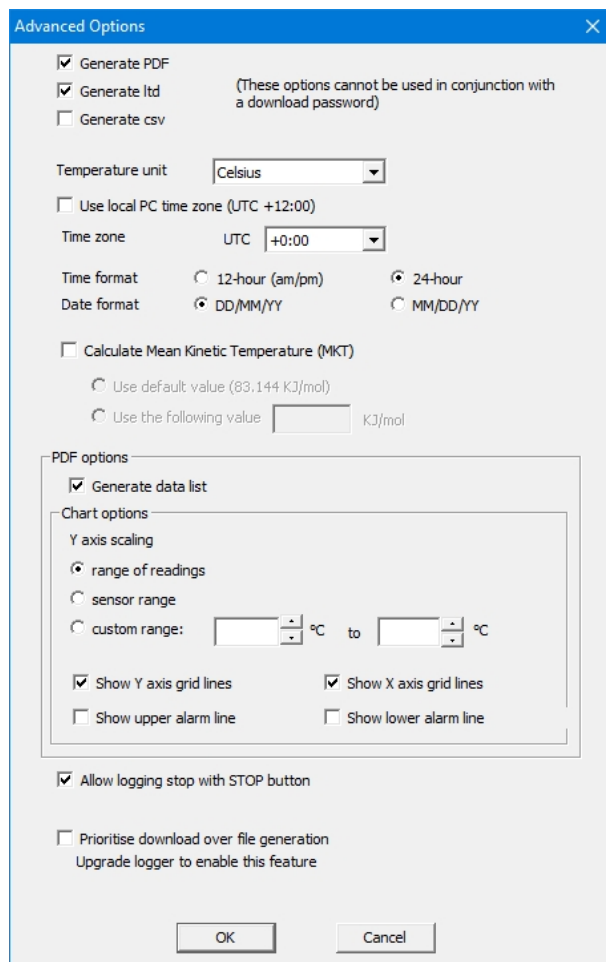 Advanced Options
Generate PDF
Generate ltd
(These options cannot be used in conjunction with
a download password)
Generate csv
Temperature unit Celsius
Use local PC time zone (UTC +12:00)
Time zone UTC +0:00
Time format 12-hour (am/pm) 24-hour
Date format DD/MM/YY MM/DD/YY
Calculate Mean Kinetic Temperature (MKT)
Use default value (83.144 KJ/mol)
Use the following value KJ/mol
PDF options
Generate data list
Chart options
Y axis scaling
range of readings
sensor range
custom range: ºC to ºC
Show Y axis grid lines Show X axis grid lines
Show upper alarm line Show lower alarm line
Allow logging stop with STOP button
Prioritise download over file generation
Upgrade logger to enable this feature
OK Cancel